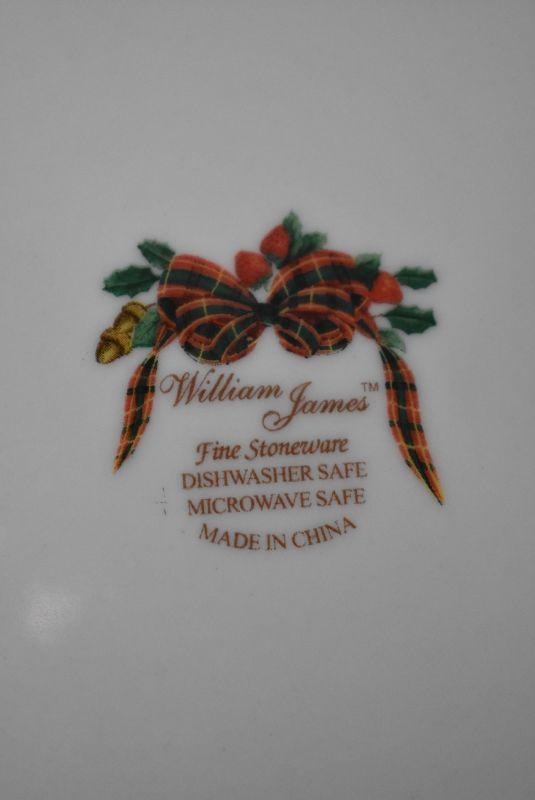 William James™
Fine Stoneware
DISHWASHER SAFE
MICROWAVE SAFE
MADE IN CHINA